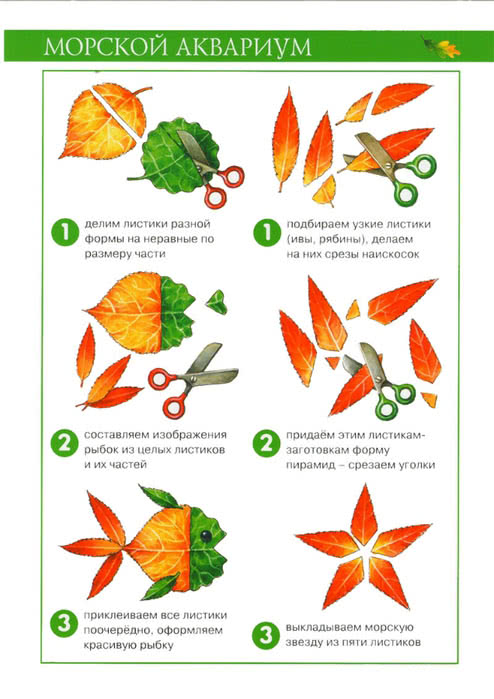 МОРСКОЙ АКВАРИУМ
1 делим листики разной
формы на неравные по
размеру части
1 подбираем узкие листики
(ивы, рябины), делаем
на них срезы наискосок
2 составляем изображения
рыбок из целых листиков
и их частей
2 придаём этим листикам-
заготовкам форму
пирамид – срезаем уголки
3 приклеиваем все листики
поочерёдно, оформляем
красивую рыбку
3 выкладываем морскую
звезду из пяти листиков